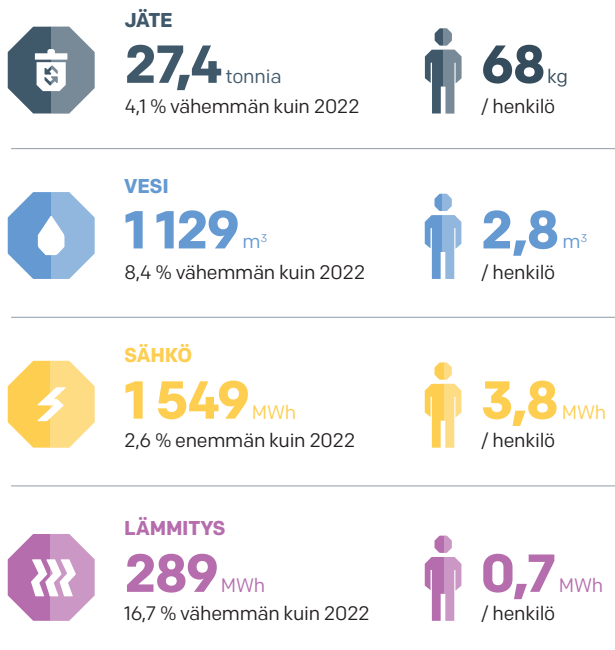 JÄTE
27,4 tonnia
4,1 % vähemmän kuin 2022
68 kg
/ henkilö
VESI
1 129 m³
8,4 % vähemmän kuin 2022
2,8 m³
/ henkilö
SÄHKÖ
1 549 MWh
2,6 % enemmän kuin 2022
3,8 MWh
/ henkilö
LÄMMITYS
289 MWh
16,7 % vähemmän kuin 2022
0,7 MWh
/ henkilö